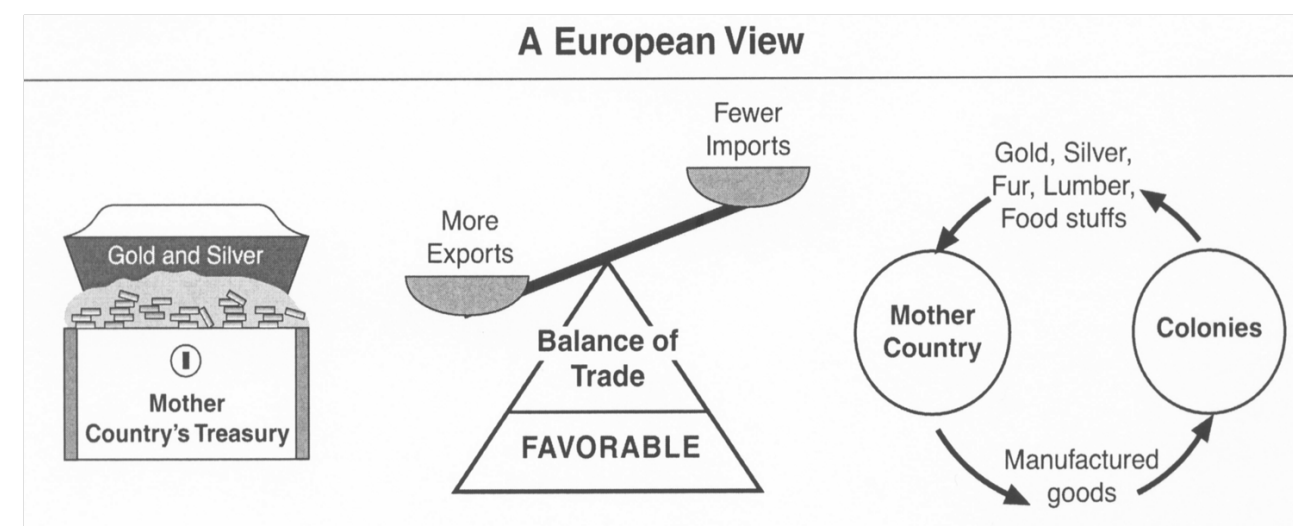 A European View
Gold and Silver
Mother
Country's Treasury
More
Exports
Fewer
Imports
Balance of
Trade
FAVORABLE
Gold, Silver,
Fur, Lumber,
Food stuffs
Mother
Country
Colonies
Manufactured
goods